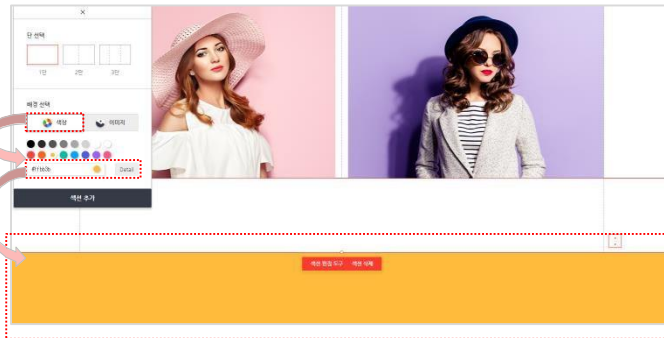 단 선택
1단
2단
3단
배경 선택
색상
이미지
#ffbb3b
Detail
섹션 추가
섹션 편집 도구
섹션 삭제